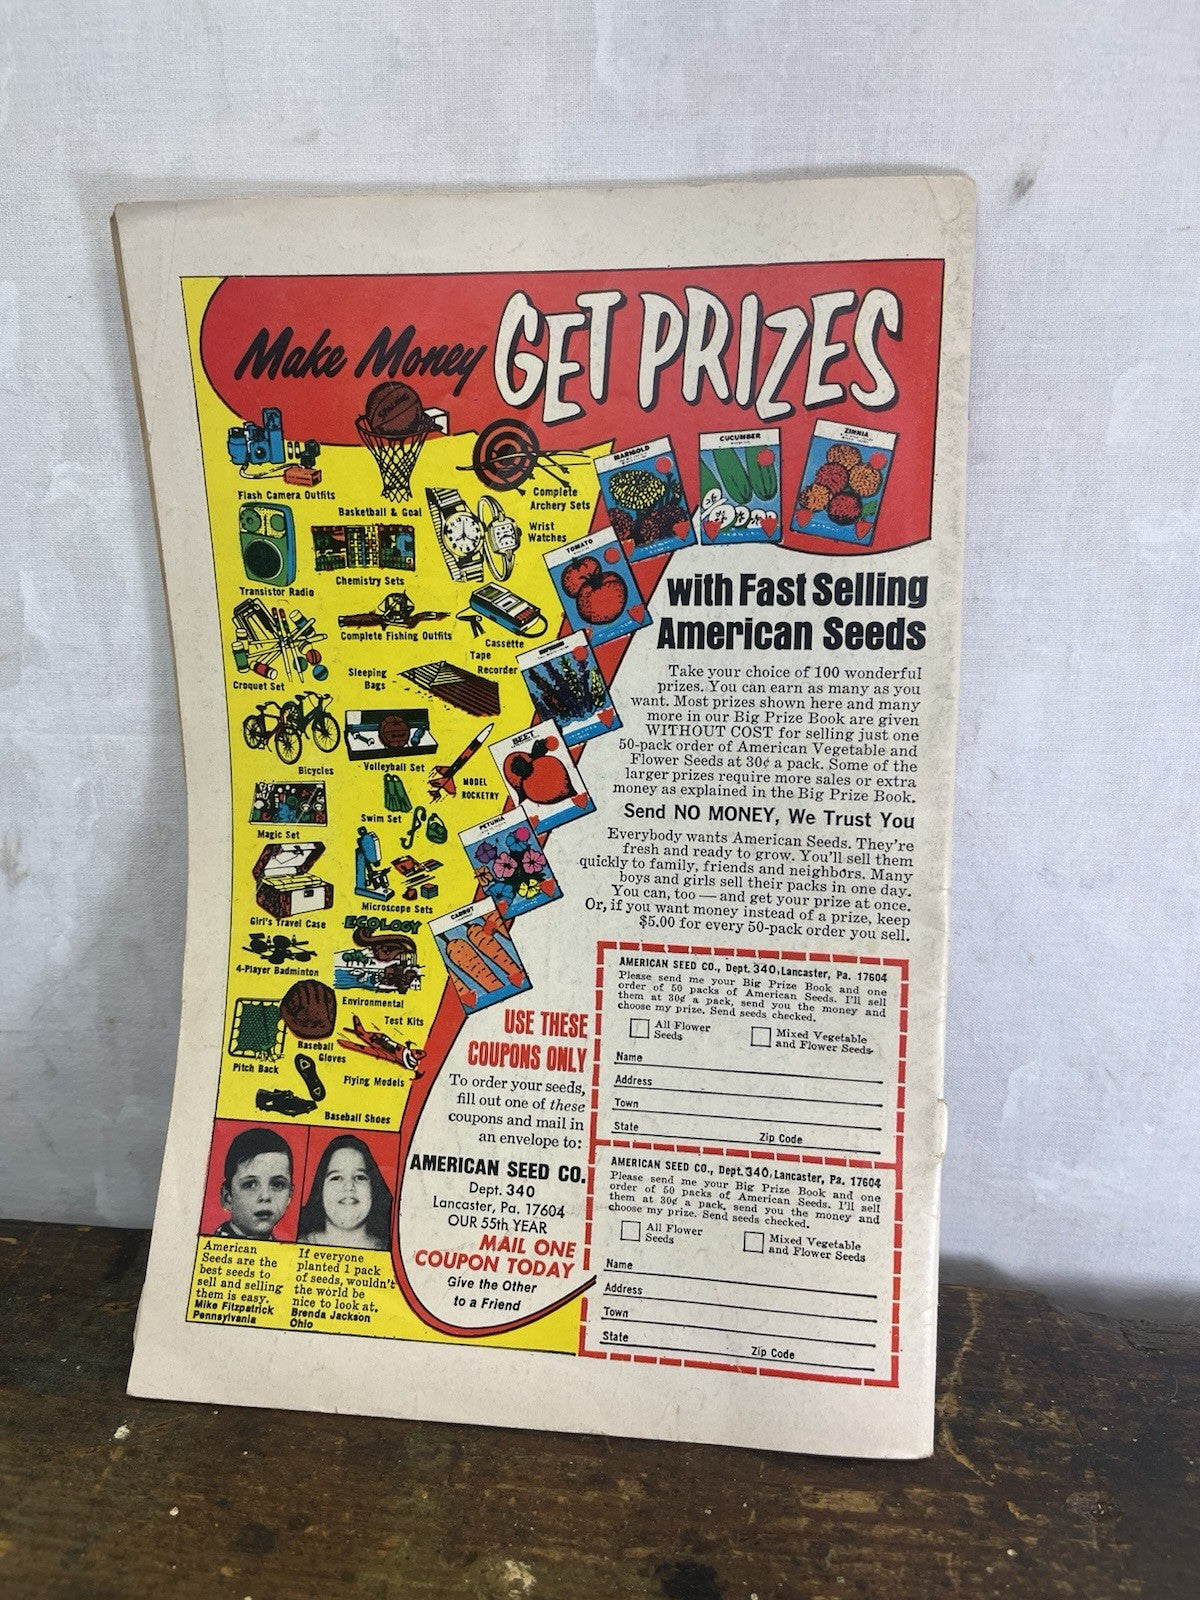 Make Money GET PRIZES
SPALDING
Flash Camera Outfits
Basketball & Goal
Complete
Archery Sets
Wrist
Watches
Transistor Radio
Chemistry Sets
Complete Fishing Outfits
Cassette
Tape
Recorder
Croquet Set
Sleeping
Bags
Bicycles
Volleyball Set
MODEL
ROCKETRY
Magic Set
Swim Set
Girl's Travel Case
Microscope Sets
ECOLOGY
4-Player Badminton
Environmental
Test Kits
Pitch Back
Baseball
Gloves
Flying Models
Baseball Shoes
MARIGOLD
CUCUMBER
ZINNIA
TOMATO
BEET
PETUNIA
CARROT
with Fast Selling
American Seeds
Take your choice of 100 wonderful
prizes. You can earn as many as you
want. Most prizes shown here and many
more in our Big Prize Book are given
WITHOUT COST for selling just one
50-pack order of American Vegetable and
Flower Seeds at 30¢ a pack. Some of the
larger prizes require more sales or extra
money as explained in the Big Prize Book.
Send NO MONEY, We Trust You
Everybody wants American Seeds. They're
fresh and ready to grow. You'll sell them
quickly to family, friends and neighbors. Many
boys and girls sell their packs in one day.
You can, too — and get your prize at once.
Or, if you want money instead of a prize, keep
$5.00 for every 50-pack order you sell.
USE THESE
COUPONS ONLY
To order your seeds,
fill out one of these
coupons and mail in
an envelope to:
AMERICAN SEED CO.
Dept. 340
Lancaster, Pa. 17604
OUR 55th YEAR
MAIL ONE
COUPON TODAY
Give the Other
to a Friend
AMERICAN SEED CO., Dept. 340, Lancaster, Pa. 17604
Please send me your Big Prize Book and one
order of 50 packs of American Seeds. I'll sell
them at 30¢ a pack, send you the money and
choose my prize. Send seeds checked.
All Flower
Seeds
Mixed Vegetable
and Flower Seeds
Name
Address
Town
State Zip Code
AMERICAN SEED CO., Dept. 340, Lancaster, Pa. 17604
Please send me your Big Prize Book and one
order of 50 packs of American Seeds. I'll sell
them at 30¢ a pack, send you the money and
choose my prize. Send seeds checked.
All Flower
Seeds
Mixed Vegetable
and Flower Seeds
Name
Address
Town
State Zip Code
American
Seeds are the
best seeds to
sell and selling
them is easy.
Mike Fitzpatrick
Pennsylvania
If everyone
planted 1 pack
of seeds, wouldn't
the world be
nice to look at.
Brenda Jackson
Ohio